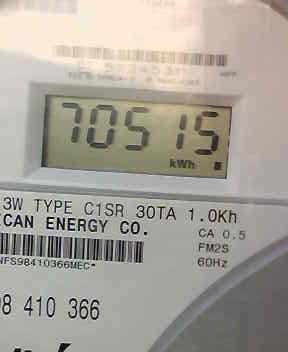 70515
kWh
3W TYPE C1SR 30TA 1.0Kh
CAN ENERGY CO.
CA 0.5
FM2S
60Hz
NFS98410366MEC*
98 410 366